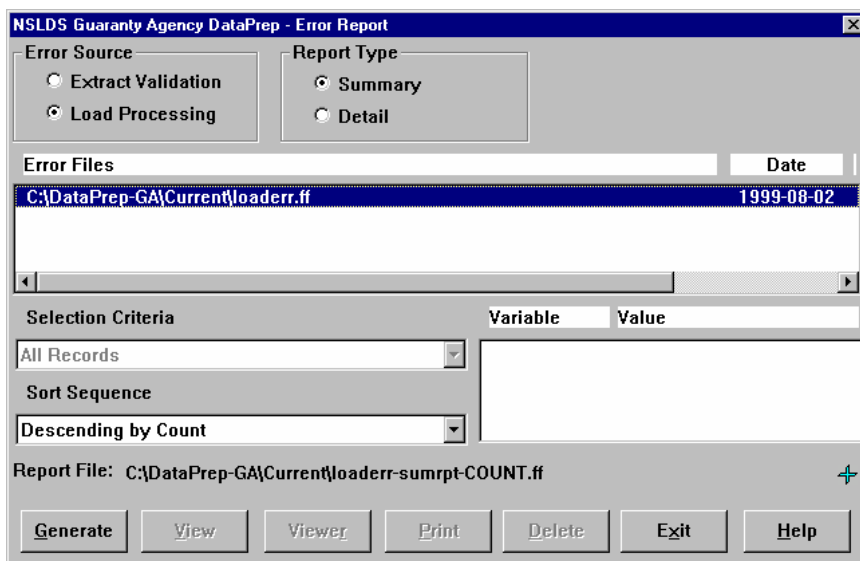 NSLDS Guaranty Agency DataPrep - Error Report
Error Source
Report Type
Extract Validation
Summary
Load Processing
Detail
Error Files Date
C:\DataPrep-GA\Current\loaderr.ff 1999-08-02
Selection Criteria
Variable Value
All Records
Sort Sequence
Descending by Count
Report File: C:\DataPrep-GA\Current\loaderr-sumrpt-COUNT.ff
Generate View Viewer Print Delete Exit Help